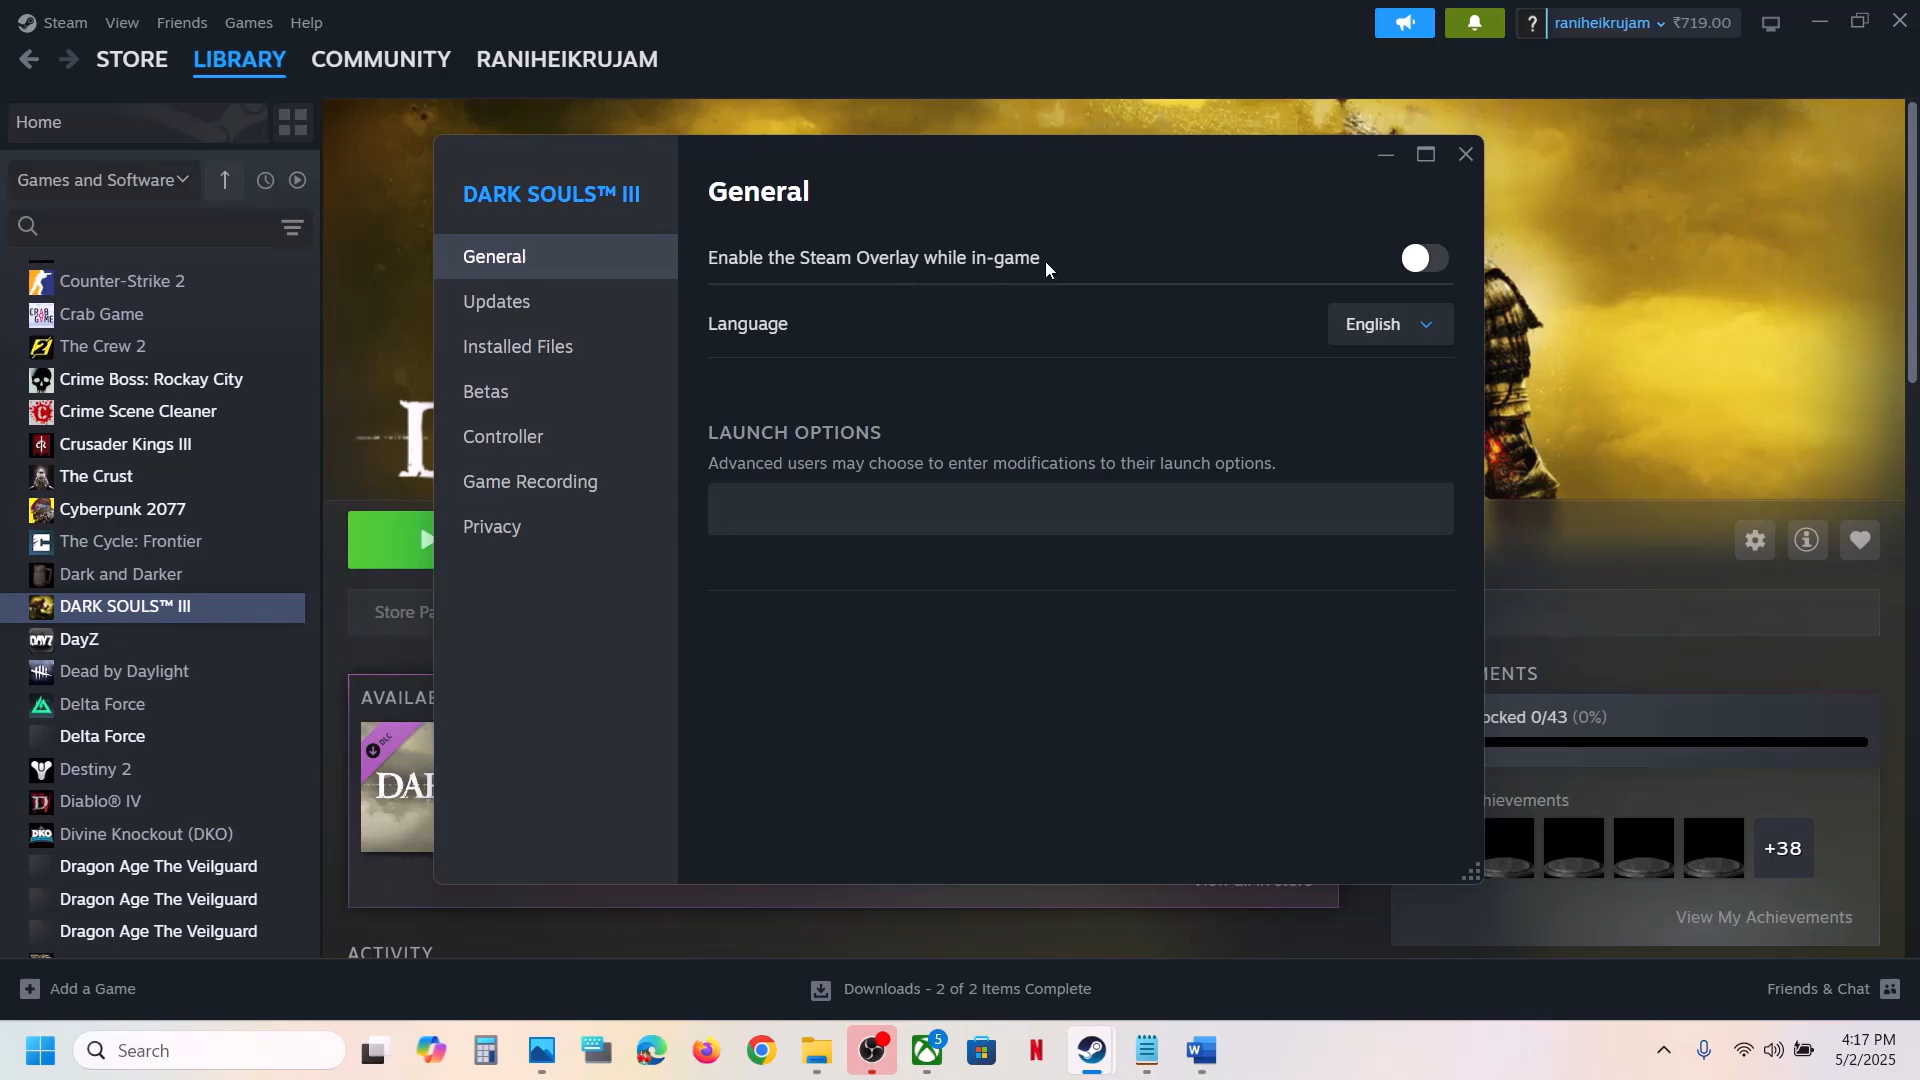 Steam View Friends Games Help
? raniheikrujam ₹719.00
STORE LIBRARY COMMUNITY RANIHEIKRUJAM
Home
Games and Software
Counter-Strike 2
Crab Game
The Crew 2
Crime Boss: Rockay City
Crime Scene Cleaner
Crusader Kings III
The Crust
Cyberpunk 2077
The Cycle: Frontier
Dark and Darker
DARK SOULS™ III
DayZ
Dead by Daylight
Delta Force
Delta Force
Destiny 2
Diablo® IV
Divine Knockout (DKO)
Dragon Age The Veilguard
Dragon Age The Veilguard
Dragon Age The Veilguard
DARK SOULS™ III
General
Updates
Installed Files
Betas
Controller
Game Recording
Privacy
General
Enable the Steam Overlay while in-game
Language English
LAUNCH OPTIONS
Advanced users may choose to enter modifications to their launch options.
Store Pa
AVAILA
DAR
DLC
ACTIVITY
MENTS
ocked 0/43 (0%)
hievements
+38
View My Achievements
Add a Game
Downloads - 2 of 2 Items Complete
Friends & Chat
Search
5
4:17 PM
5/2/2025